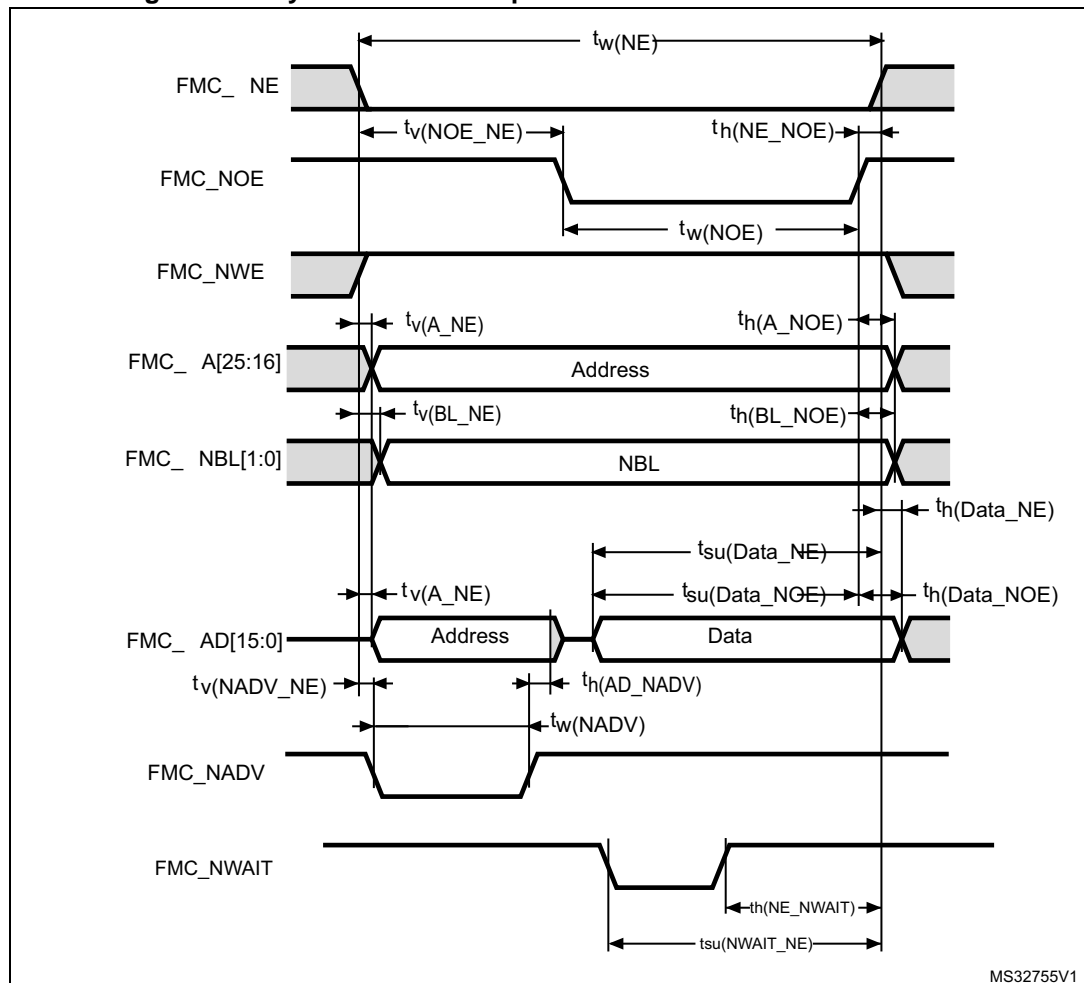 tw(NE)
FMC_ NE
tv(NOE_NE)
th(NE_NOE)
FMC_NOE
tw(NOE)
FMC_NWE
tv(A_NE)
th(A_NOE)
FMC_ A[25:16]
Address
tv(BL_NE)
th(BL_NOE)
FMC_ NBL[1:0]
NBL
th(Data_NE)
tsu(Data_NE)
tv(A_NE)
tsu(Data_NOE)
th(Data_NOE)
FMC_ AD[15:0]
Address
Data
tv(NADV_NE)
th(AD_NADV)
tw(NADV)
FMC_NADV
FMC_NWAIT
th(NE_NWAIT)
tsu(NWAIT_NE)
MS32755V1